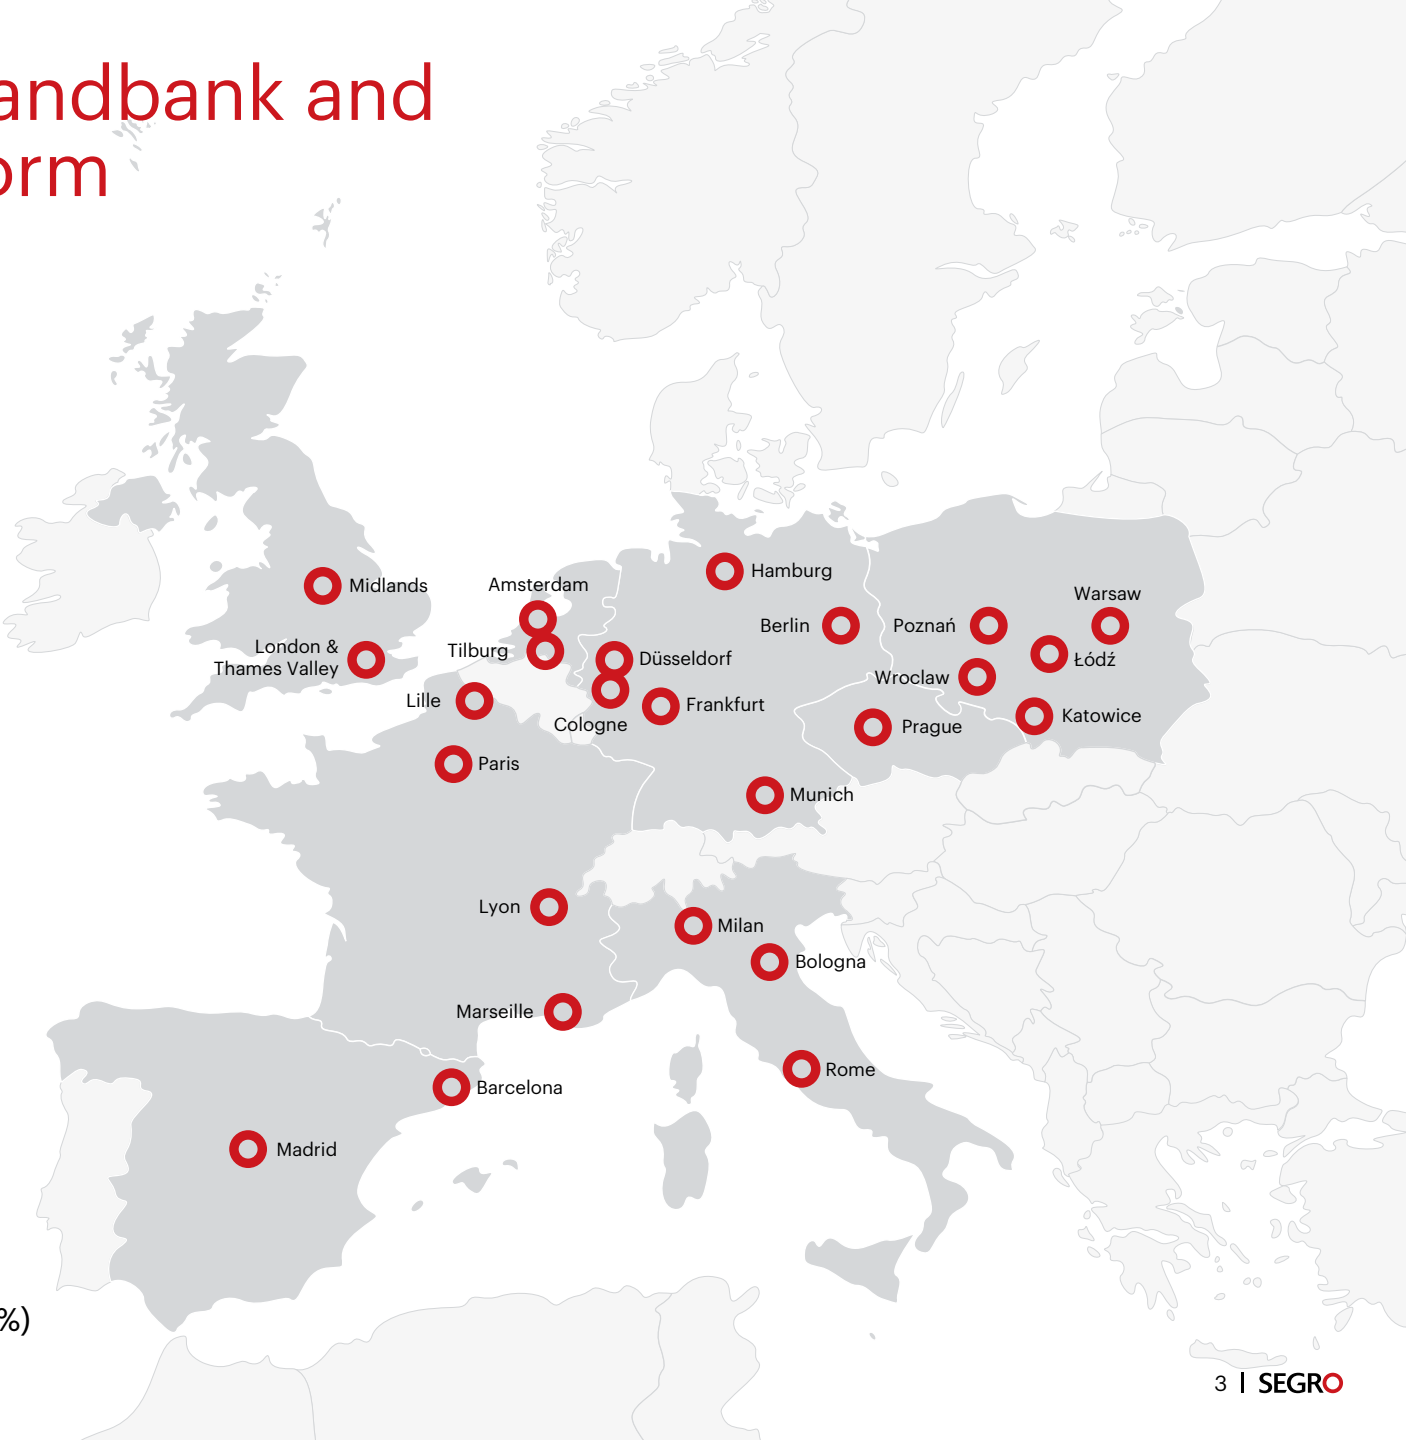 andbank and
orm
Midlands
Amsterdam
Hamburg
Warsaw
Berlin
Poznań
London &
Thames Valley
Tilburg
Düsseldorf
Łódź
Wroclaw
Lille
Frankfurt
Cologne
Prague
Katowice
Paris
Munich
Lyon
Milan
Bologna
Marseille
Rome
Barcelona
Madrid
%)
3 | SEGRO